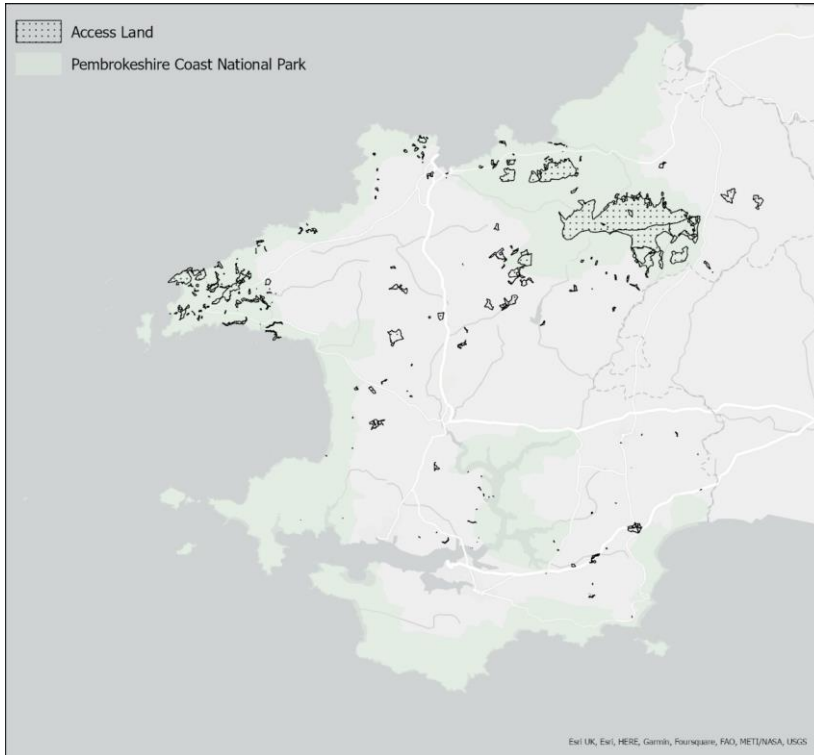 Access Land
Pembrokeshire Coast National Park
Esri UK, Esri, HERE, Garmin, Foursquare, FAO, METI/NASA, USGS